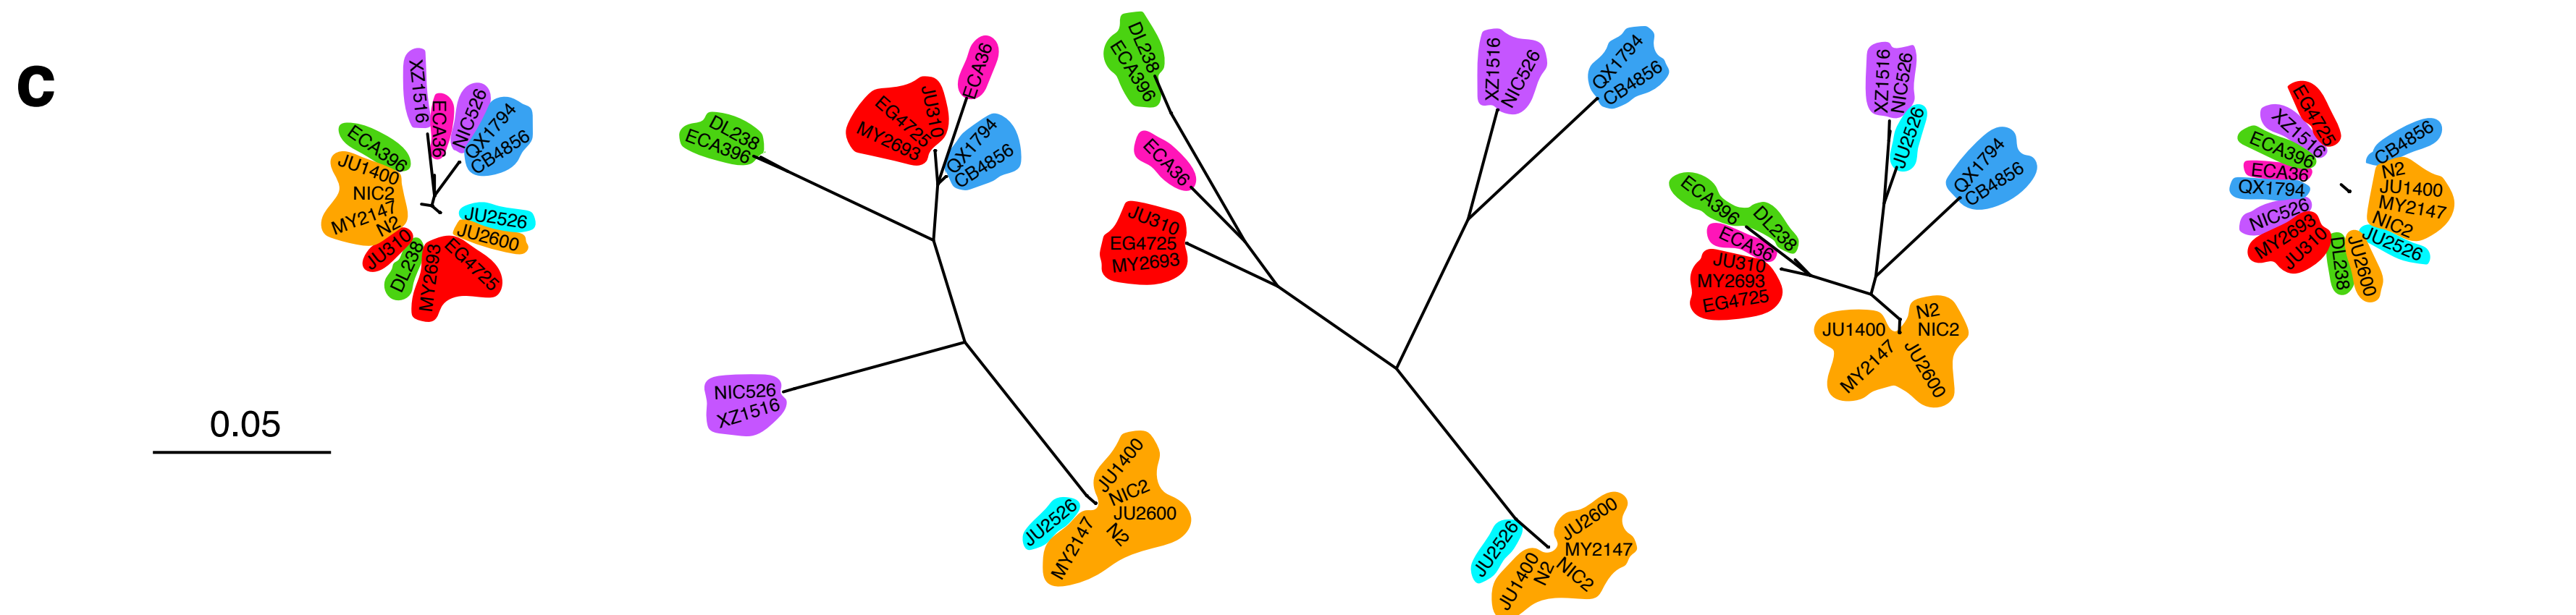 c
0.05
XZ1516
ECA36
NIC526
QX1794
CB4856
ECA396
JU1400
NIC2
MY2147
N2
JU310
DL238
MY2693
EG4725
JU2526
JU2600
DL238
ECA396
JU310
EG4725
MY2693
ECA36
QX1794
CB4856
NIC526
XZ1516
JU1400
NIC2
JU2600
N2
MY2147
JU2526
DL238
ECA396
ECA36
JU310
EG4725
MY2693
XZ1516
NIC526
QX1794
CB4856
JU2526
JU2600
MY2147
NIC2
N2
JU1400
XZ1516
NIC526
JU2526
QX1794
CB4856
ECA396
DL238
ECA36
JU310
MY2693
EG4725
JU1400
MY2147
N2
NIC2
JU2600
EG4725
XZ1516
ECA396
ECA36
QX1794
NIC526
MY2693
JU310
DL238
JU2600
CB4856
N2
JU1400
MY2147
NIC2
JU2526